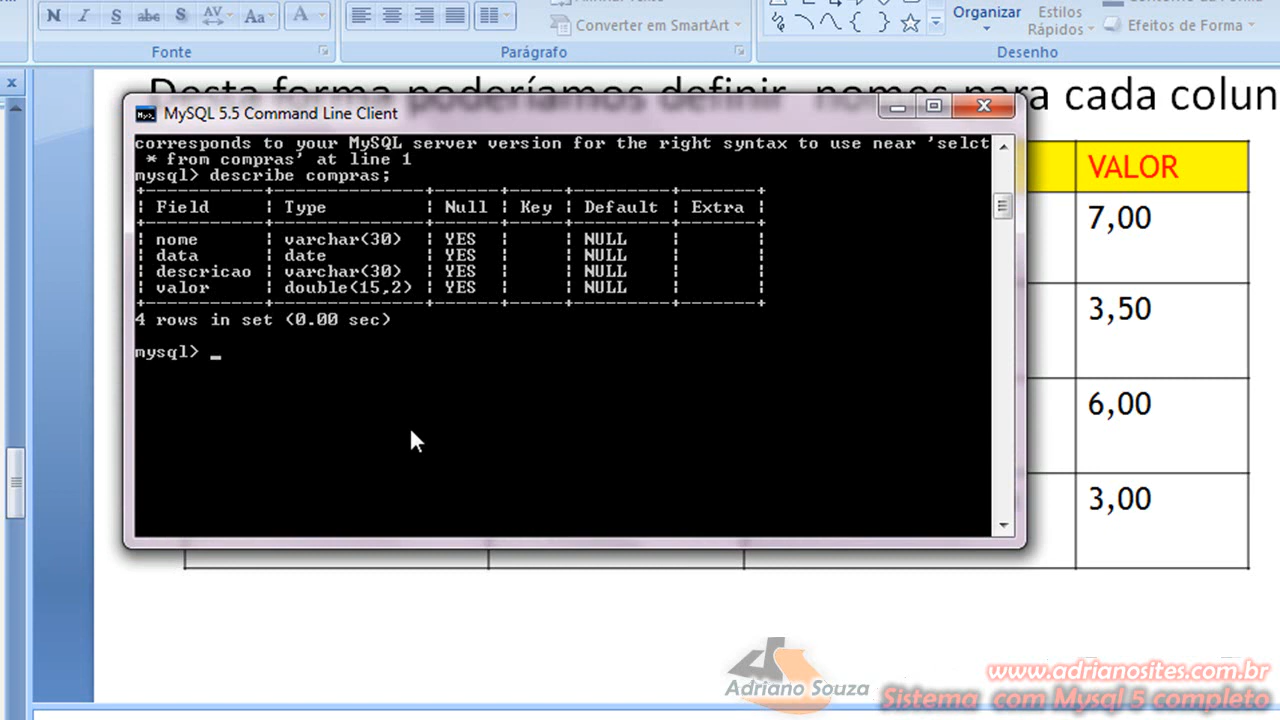 N I S abe S AV Aa A
Converter em SmartArt
Organizar
Estilos
Rápidos
Efeitos de Forma
Fonte
Parágrafo
Desenho
Desta forma poderíamos definir nomes para cada colun
MySQL 5.5 Command Line Client
corresponds to your MySQL server version for the right syntax to use near 'selct
* from compras' at line 1
mysql> describe compras;
+------------+--------------+------+-----+---------+-------+
| Field | Type | Null | Key | Default | Extra |
+------------+--------------+------+-----+---------+-------+
| nome | varchar(30) | YES | | NULL | |
| data | date | YES | | NULL | |
| descricao | varchar(30) | YES | | NULL | |
| valor | double(15,2) | YES | | NULL | |
+------------+--------------+------+-----+---------+-------+
4 rows in set (0.00 sec)
mysql>
VALOR
7,00
3,50
6,00
3,00
Adriano Souza
www.adrianosites.com.br
Sistema com Mysql 5 completo